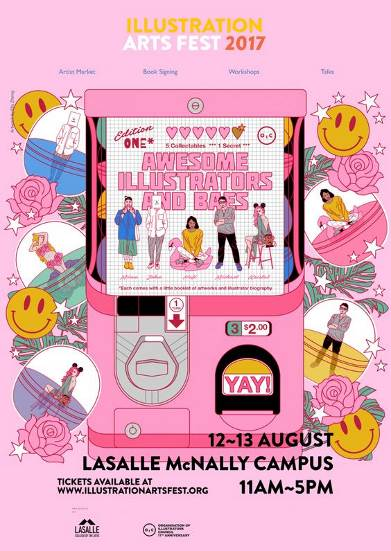 ILLUSTRATION
ARTS FEST 2017
Artist Market Book Signing Workshops Talks
Edition
ONE*
O,C
5 Collectables *** 1 Secret ***
AWESOME
ILLUSTRATORS
AND BAES
*Each comes with a little booklet of artworks and illustrator biography.
1
3 $2.00
YAY!
12~13 AUGUST
LASALLE McNALLY CAMPUS
11AM~5PM
TICKETS AVAILABLE AT
WWW.ILLUSTRATIONARTSFEST.ORG
LASALLE
COLLEGE OF THE ARTS
O,C
ORGANISATION OF
ILLUSTRATORS
COUNCIL
11TH ANNIVERSARY